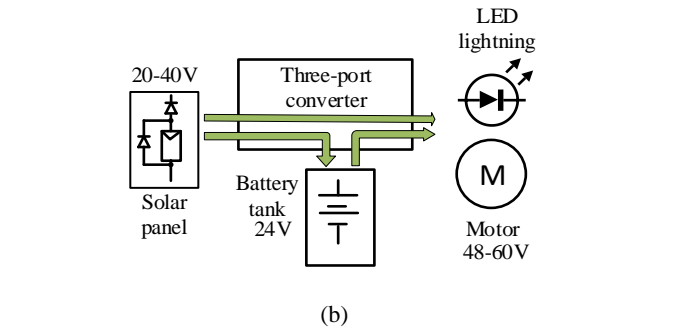 LED
lightning
20-40V
Three-port
converter
Solar
panel
Battery
tank
24V
M
Motor
48-60V
(b)